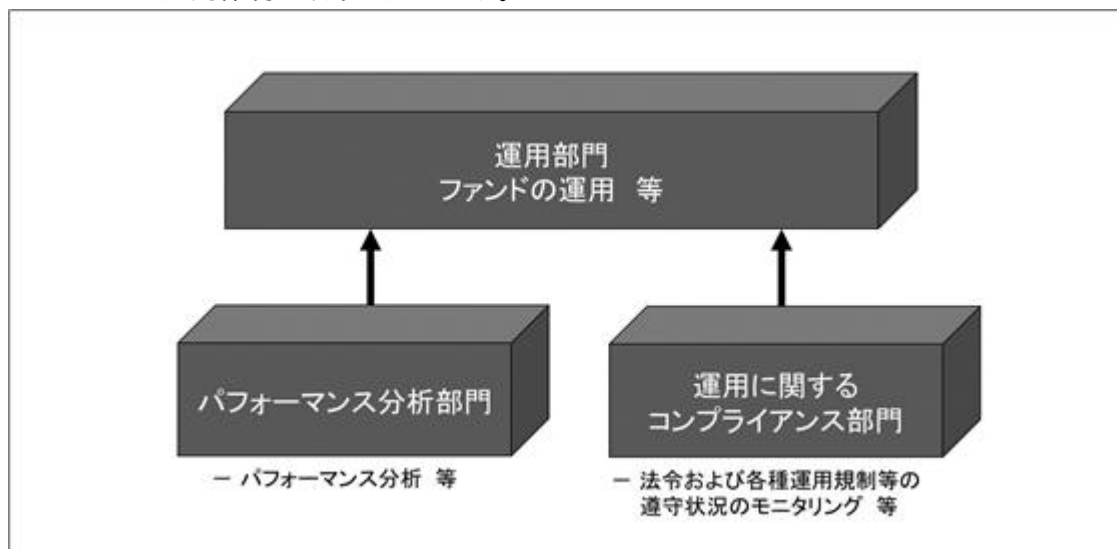 運用部門
ファンドの運用 等
パフォーマンス分析部門
運用に関する
コンプライアンス部門
― パフォーマンス分析 等
― 法令および各種運用規制等の
遵守状況のモニタリング 等